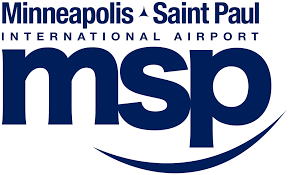 Minneapolis Saint Paul
INTERNATIONAL AIRPORT
msp